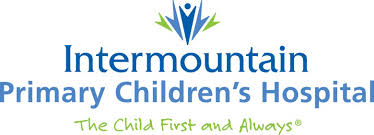 Intermountain
Primary Children's Hospital
The Child First and Always®